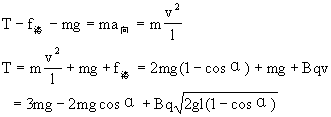 T − f洛 − mg = ma向 = m v²/l
T = m v²/l + mg + f洛 = 2mg(1 − cos α) + mg + Bqv
= 3mg − 2mg cos α + Bq√2gl(1 − cos α)